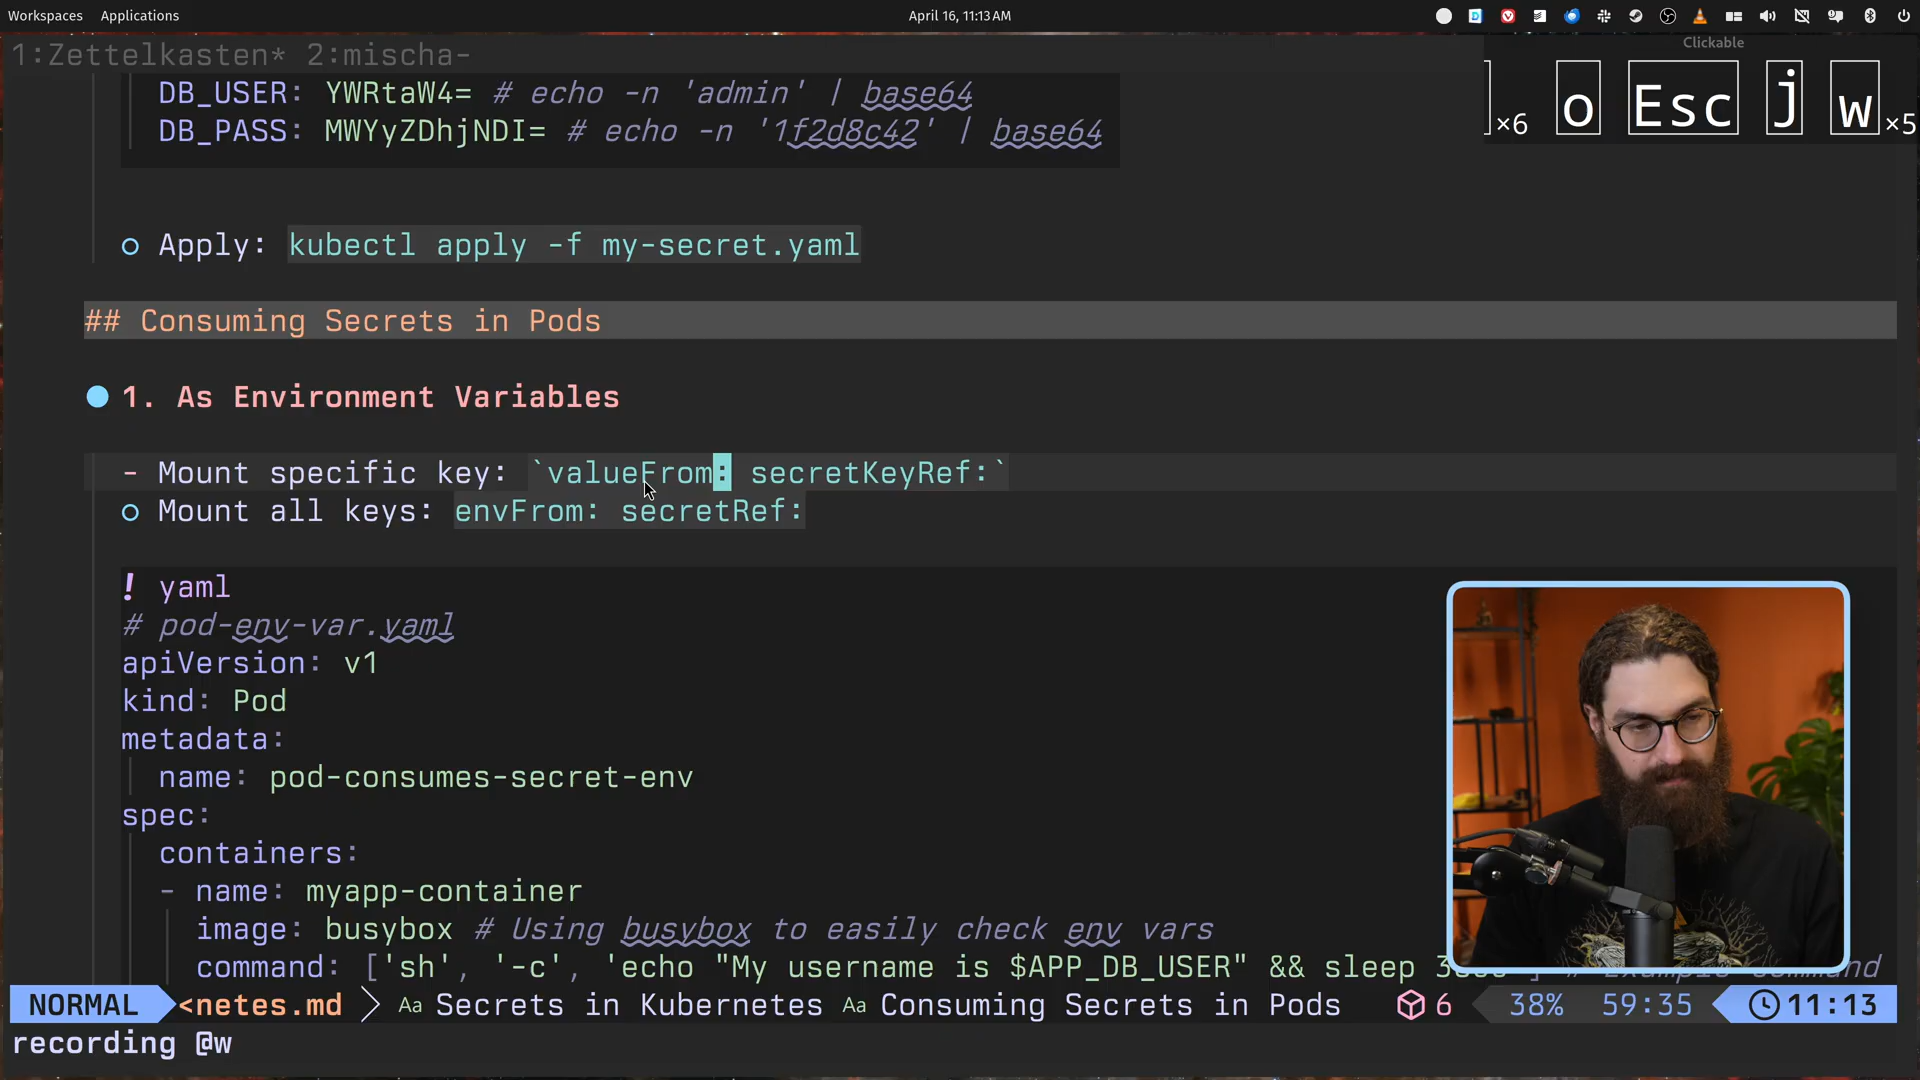 Workspaces Applications April 16, 11:13 AM
Clickable
1:Zettelkasten* 2:mischa-
×6 o Esc j w ×5
DB_USER: YWRtaW4= # echo -n 'admin' | base64
DB_PASS: MWYyZDhjNDI= # echo -n '1f2d8c42' | base64
Apply: kubectl apply -f my-secret.yaml
## Consuming Secrets in Pods
1. As Environment Variables
- Mount specific key: `valueFrom: secretKeyRef:`
Mount all keys: envFrom: secretRef:
! yaml
# pod-env-var.yaml
apiVersion: v1
kind: Pod
metadata:
name: pod-consumes-secret-env
spec:
containers:
- name: myapp-container
image: busybox # Using busybox to easily check env vars
command: ['sh', '-c', 'echo "My username is $APP_DB_USER" && sleep command
NORMAL <netes.md Aa Secrets in Kubernetes Aa Consuming Secrets in Pods 6 38% 59:35 11:13
recording @w